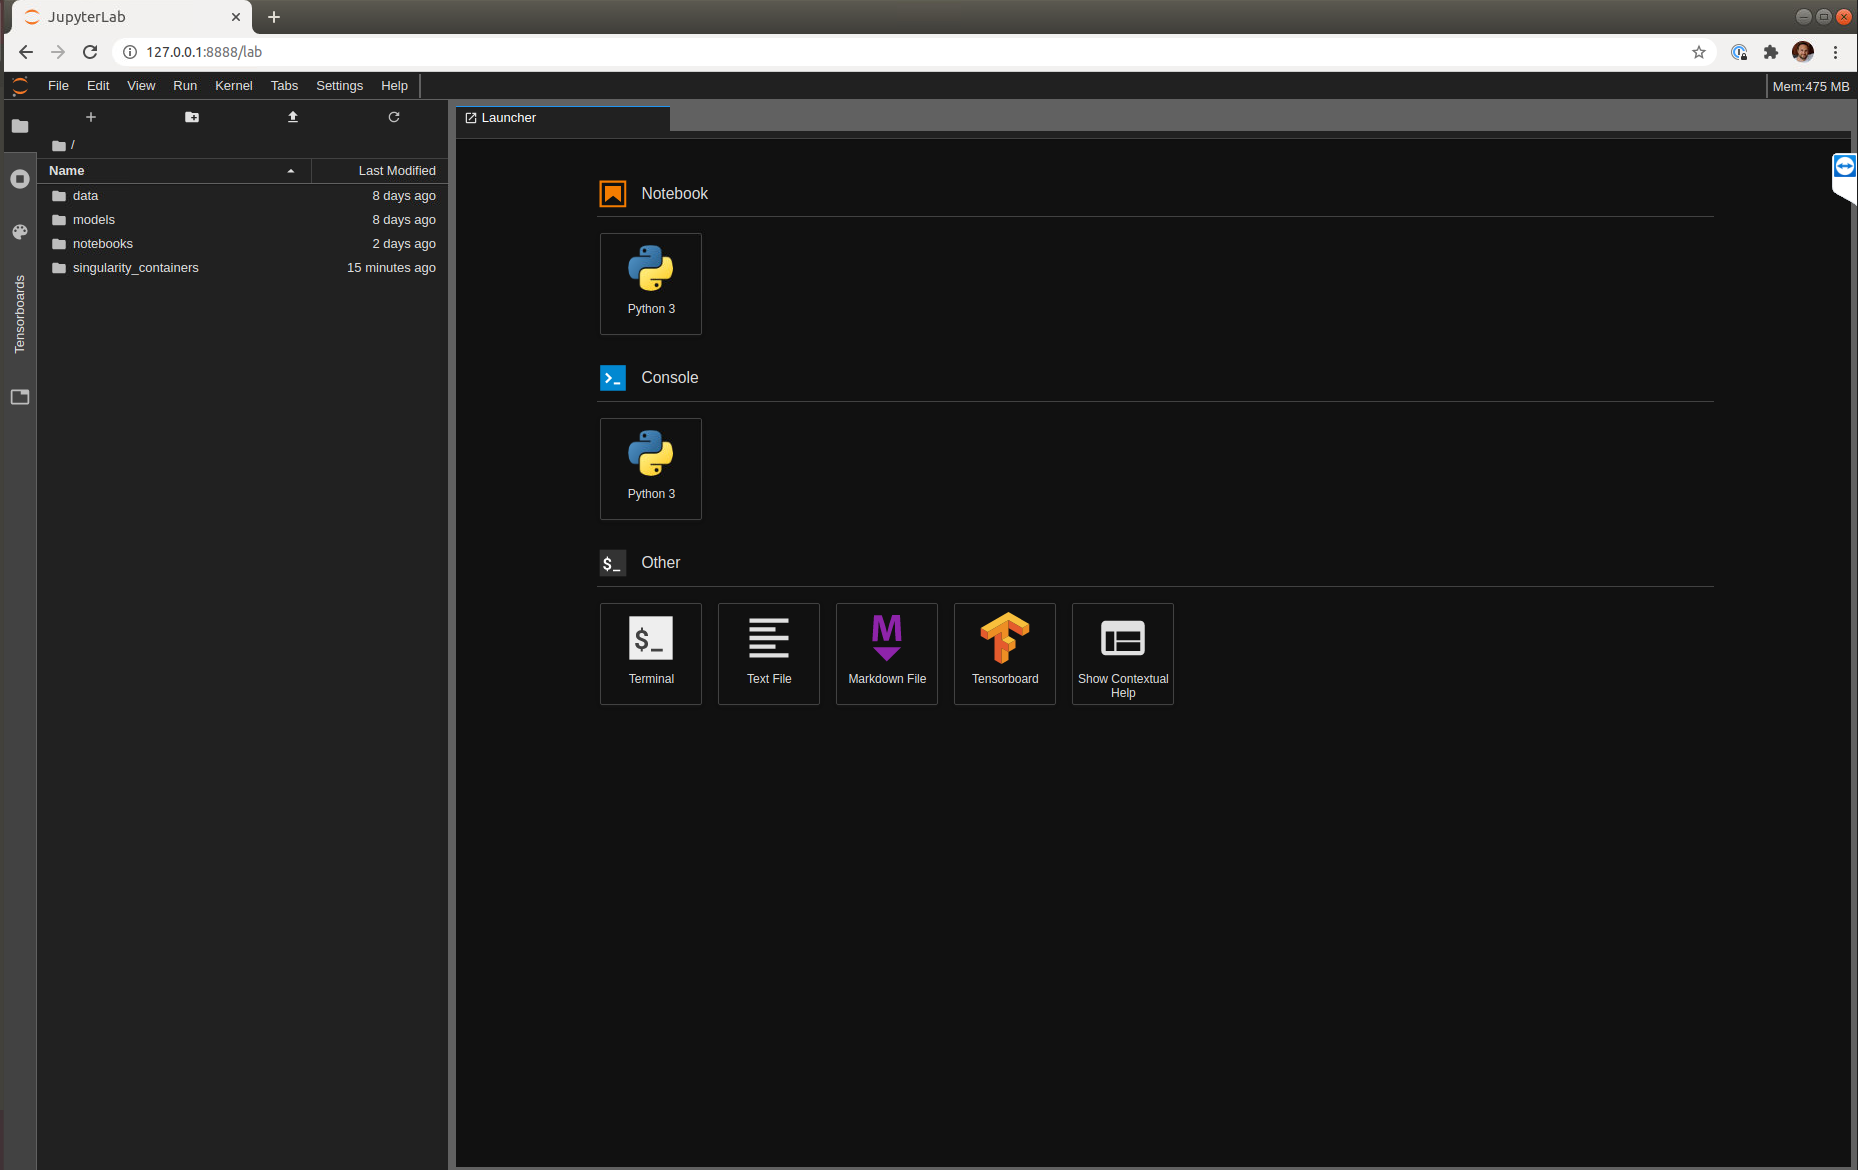 JupyterLab
127.0.0.1:8888/lab
File Edit View Run Kernel Tabs Settings Help
Mem:475 MB
Launcher
/
Name Last Modified
data 8 days ago
models 8 days ago
notebooks 2 days ago
singularity_containers 15 minutes ago
Tensorboards
Notebook
Python 3
Console
Python 3
$_ Other
$_
Terminal
Text File
M
Markdown File
Tensorboard
Show Contextual
Help